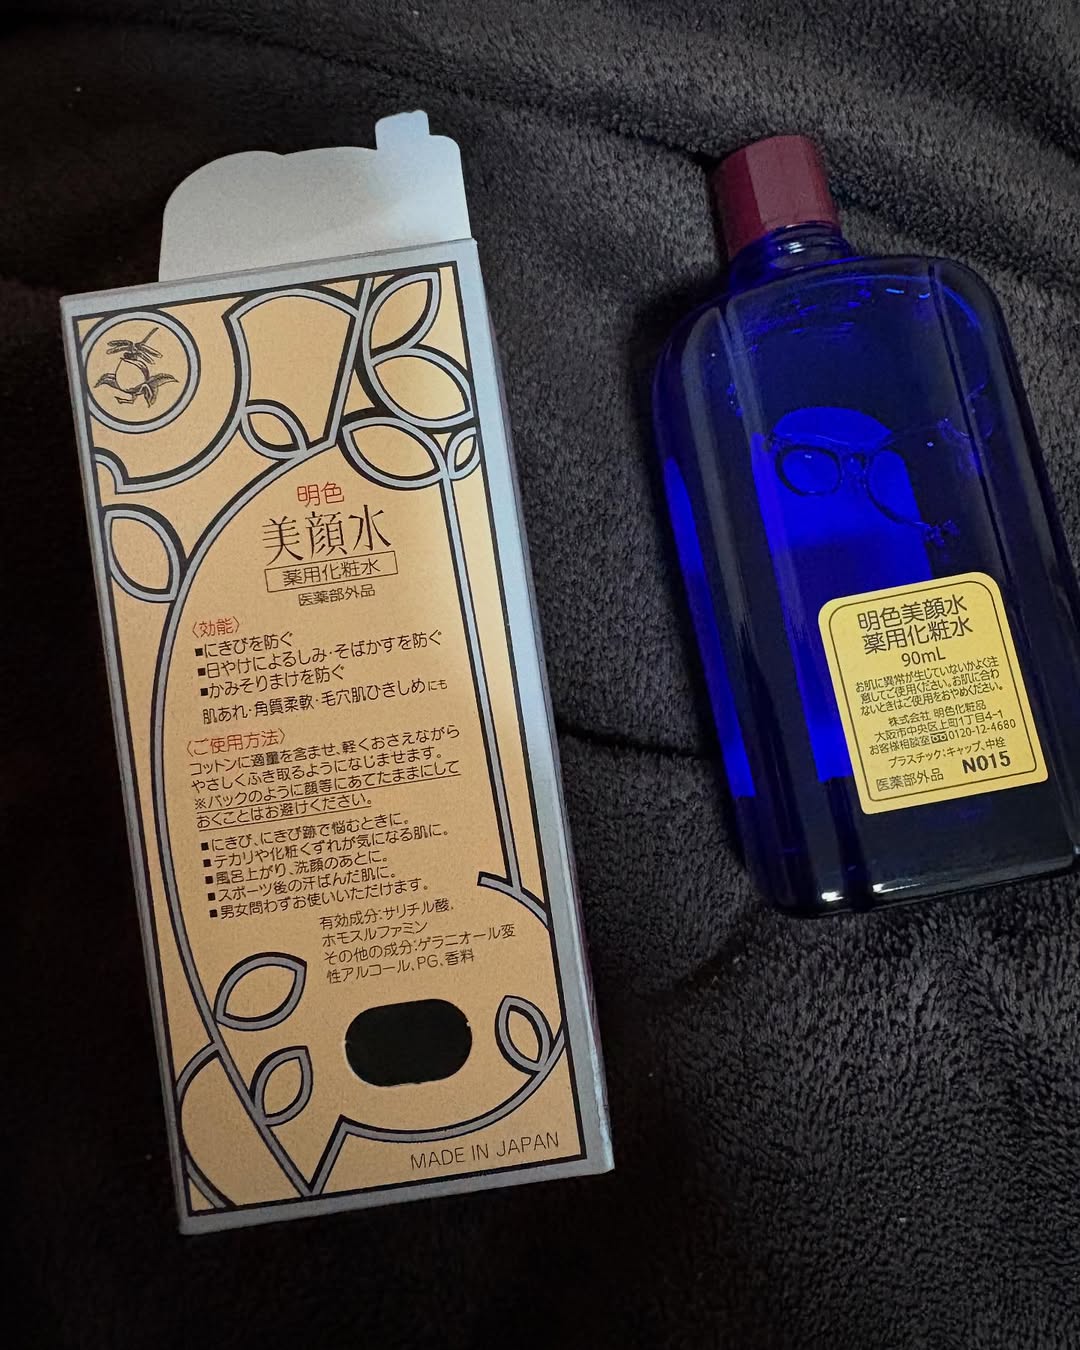 明色
美顔水
薬用化粧水
医薬部外品
〈効能〉
■にきびを防ぐ
■日やけによるしみ・そばかすを防ぐ
■かみそりまけを防ぐ
肌あれ・角質柔軟・毛穴肌ひきしめにも
〈ご使用方法〉
コットンに適量を含ませ、軽くおさえながら
やさしくふき取るようになじませます。
※パックのように顔等にあてたままにして
おくことはお避けください。
■にきび、にきび跡で悩むときに。
■テカリや化粧くずれが気になる肌に。
■風呂上がり、洗顔のあとに。
■スポーツ後の汗ばんだ肌に。
■男女問わずお使いいただけます。
有効成分:サリチル酸、
ホモスルファミン
その他の成分:ゲラニオール変
性アルコール、PG、香料
MADE IN JAPAN
明色美顔水
薬用化粧水
90mL
お肌に異常が生じていないかよく注
意してご使用ください。お肌に合わ
ないときはご使用をおやめください。
株式会社 明色化粧品
大阪市中央区上町1丁目4-1
お客様相談室 0120-12-4680
プラスチック:キャップ、中栓
医薬部外品 N015